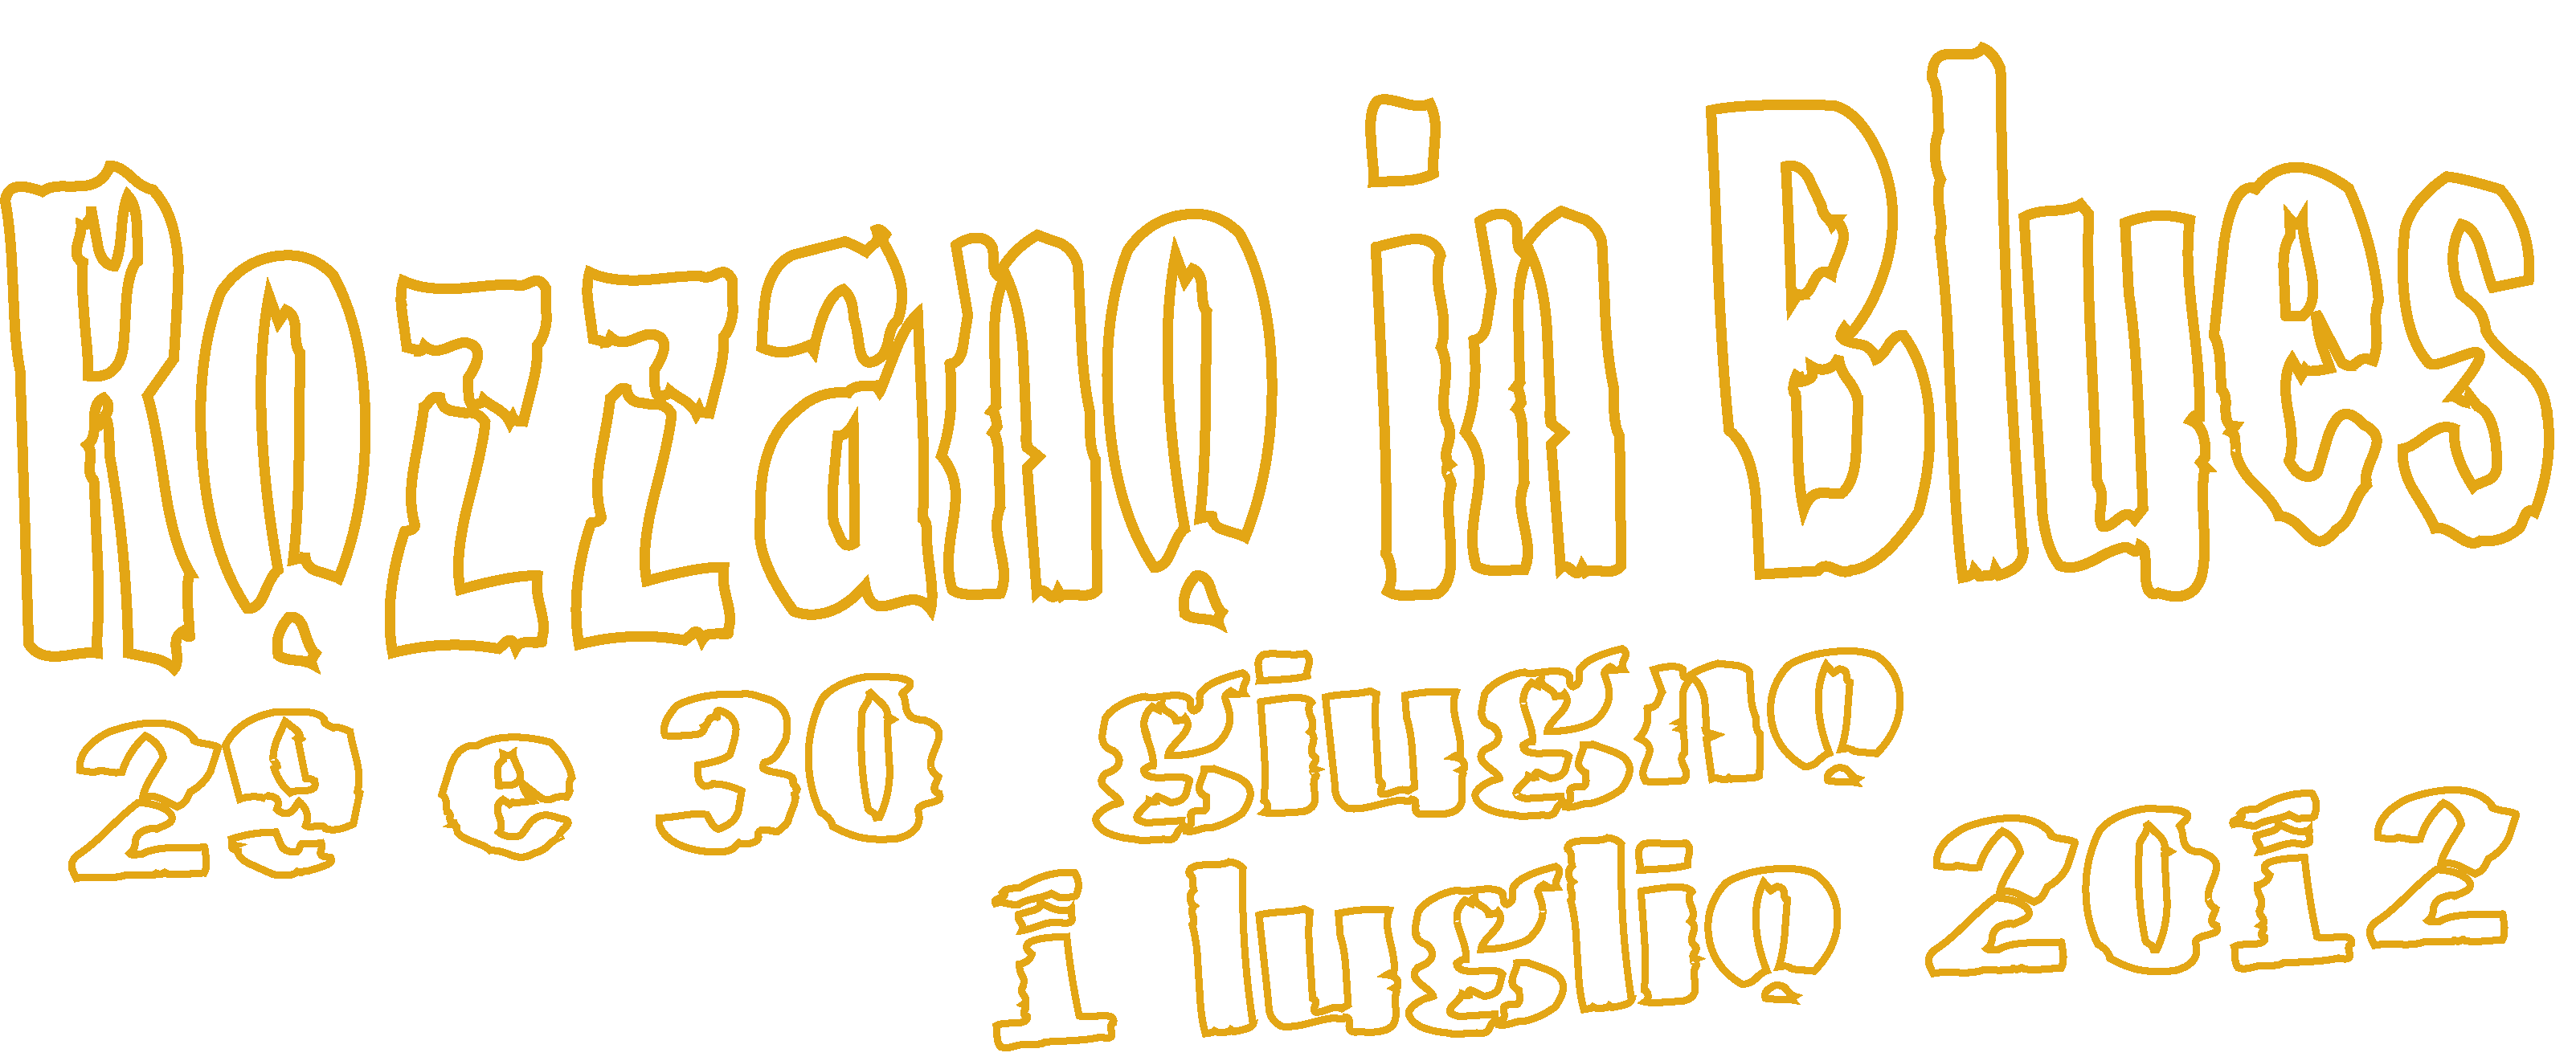 Rozzano in Blues
29 e 30 giugno
1 luglio 2012